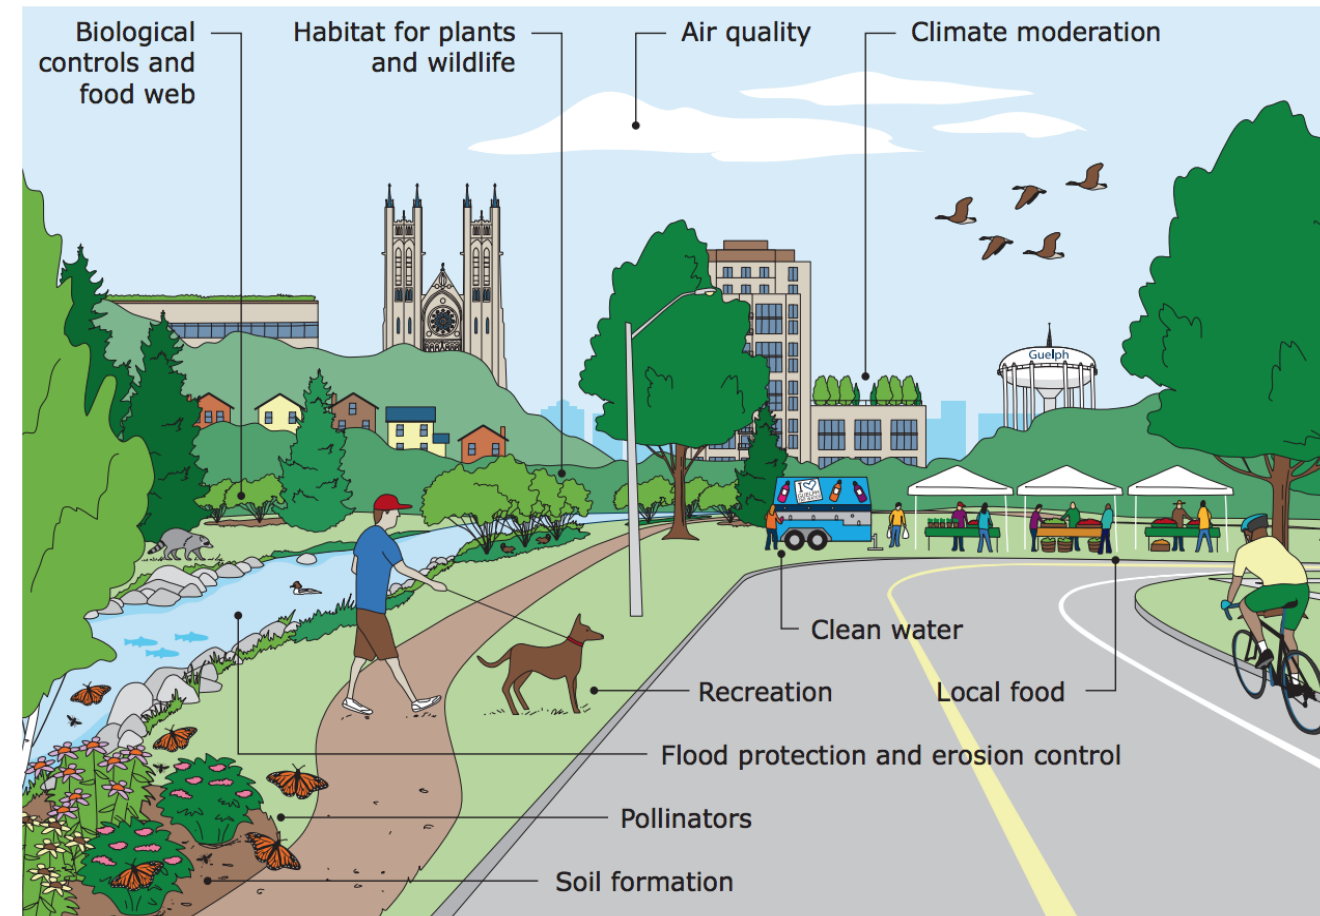 Biological
controls and
food web
Habitat for plants
and wildlife
Air quality
Climate moderation
Guelph
Clean water
Recreation
Local food
Flood protection and erosion control
Pollinators
Soil formation